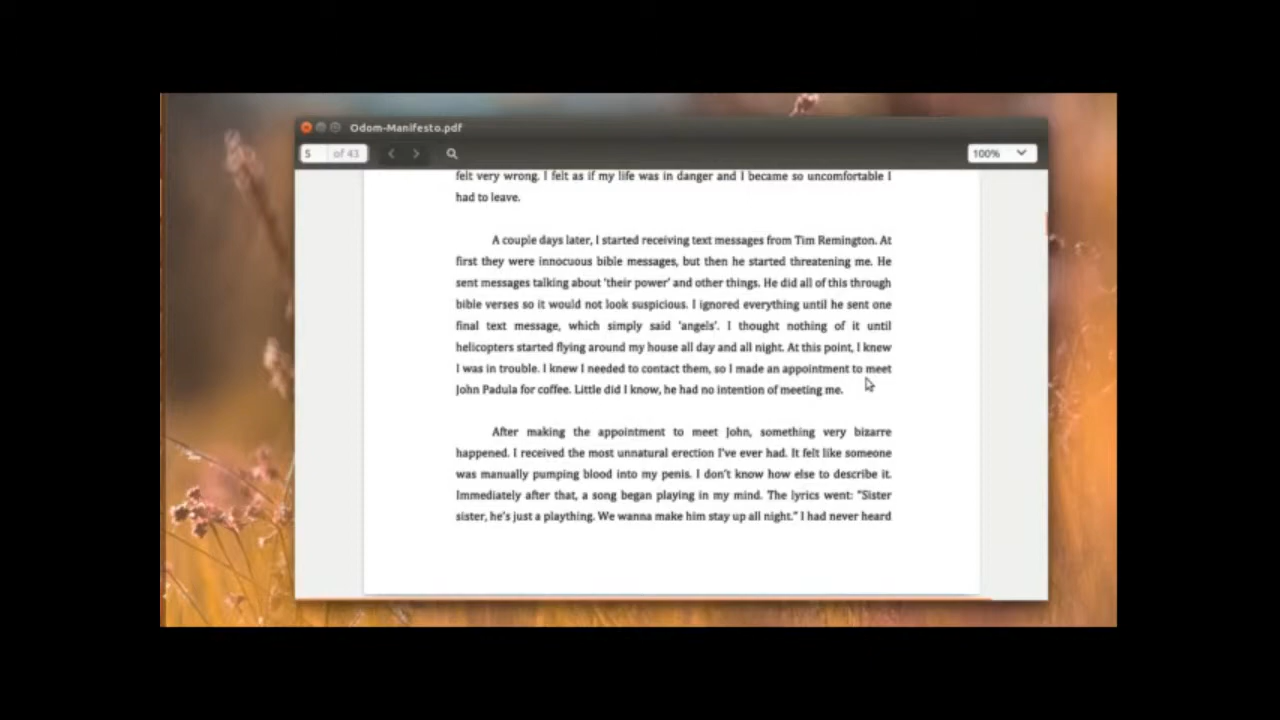 Odom-Manifesto.pdf
5 of 43
100%
felt very wrong. I felt as if my life was in danger and I became so uncomfortable I
had to leave.
A couple days later, I started receiving text messages from Tim Remington. At
first they were innocuous bible messages, but then he started threatening me. He
sent messages talking about 'their power' and other things. He did all of this through
bible verses so it would not look suspicious. I ignored everything until he sent one
final text message, which simply said 'angels'. I thought nothing of it until
helicopters started flying around my house all day and all night. At this point, I knew
I was in trouble. I knew I needed to contact them, so I made an appointment to meet
John Padula for coffee. Little did I know, he had no intention of meeting me.
After making the appointment to meet John, something very bizarre
happened. I received the most unnatural erection I've ever had. It felt like someone
was manually pumping blood into my penis. I don't know how else to describe it.
Immediately after that, a song began playing in my mind. The lyrics went: "Sister
sister, he's just a plaything. We wanna make him stay up all night." I had never heard